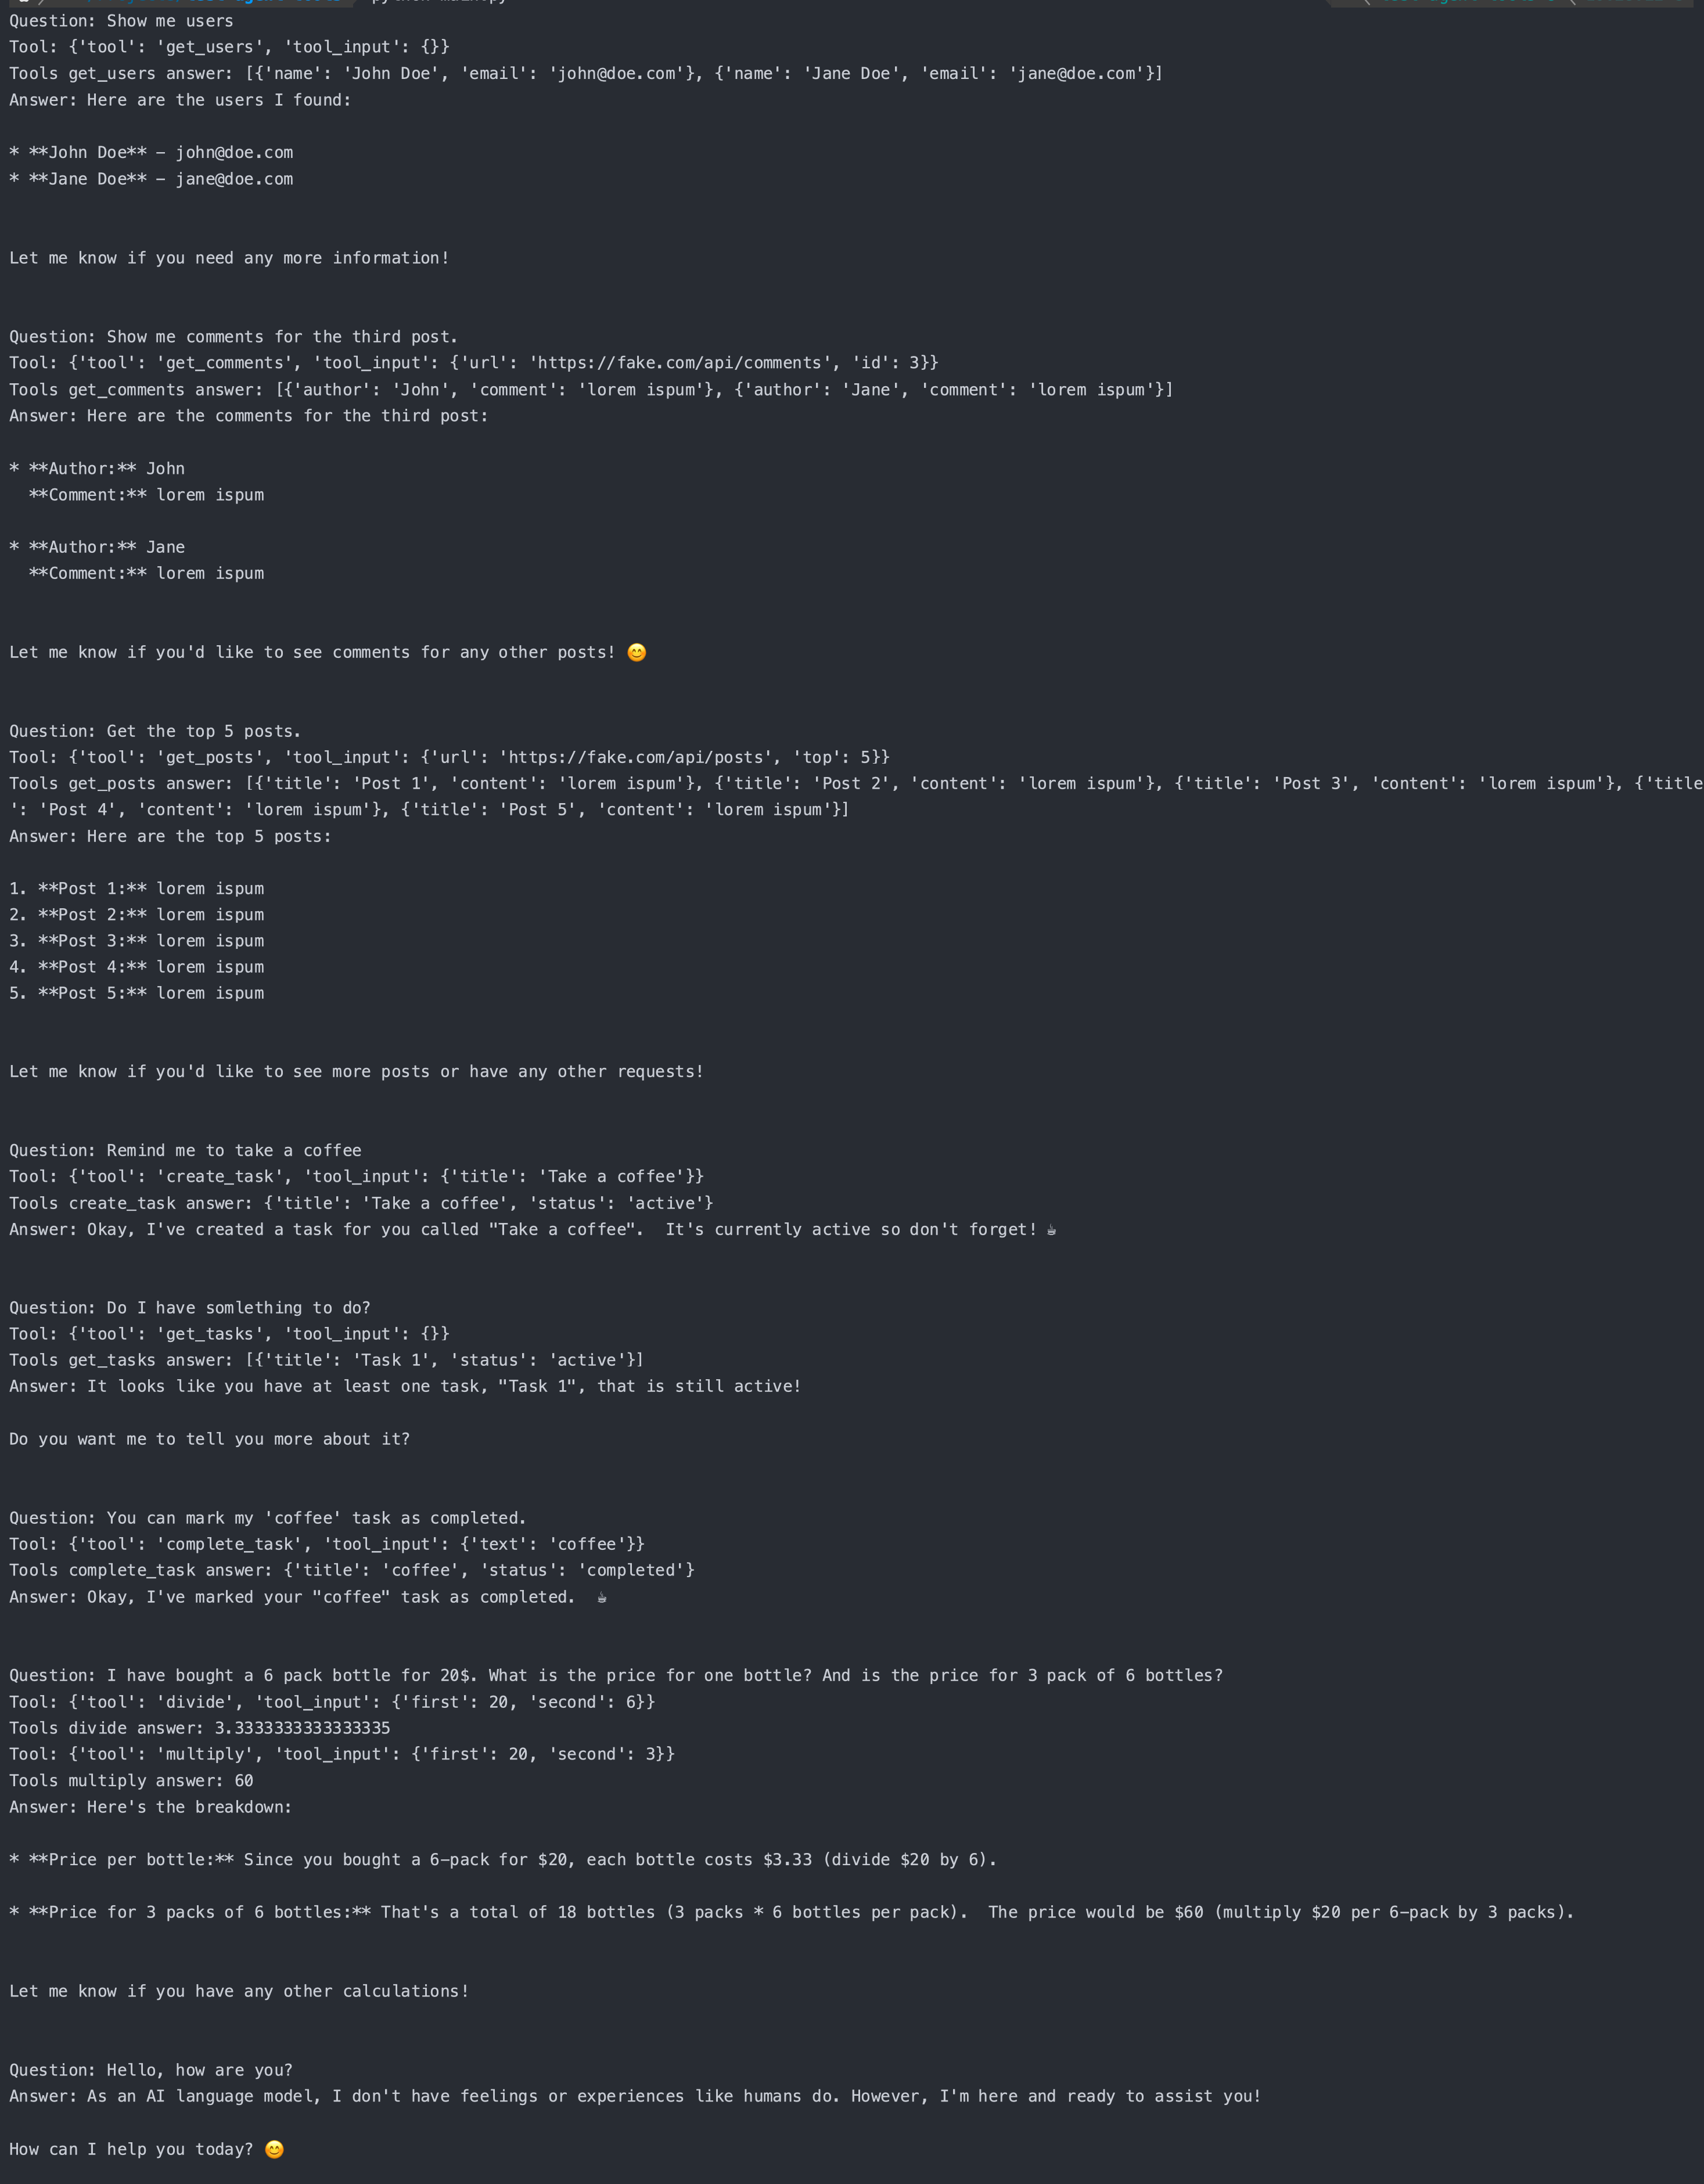 Question: Show me users
Tool: {'tool': 'get_users', 'tool_input': {}}
Tools get_users answer: [{'name': 'John Doe', 'email': 'john@doe.com'}, {'name': 'Jane Doe', 'email': 'jane@doe.com'}]
Answer: Here are the users I found:
* **John Doe** – john@doe.com
* **Jane Doe** – jane@doe.com
Let me know if you need any more information!
Question: Show me comments for the third post.
Tool: {'tool': 'get_comments', 'tool_input': {'url': 'https://fake.com/api/comments', 'id': 3}}
Tools get_comments answer: [{'author': 'John', 'comment': 'lorem ispum'}, {'author': 'Jane', 'comment': 'lorem ispum'}]
Answer: Here are the comments for the third post:
* **Author:** John
**Comment:** lorem ispum
* **Author:** Jane
**Comment:** lorem ispum
Let me know if you'd like to see comments for any other posts! 😊
Question: Get the top 5 posts.
Tool: {'tool': 'get_posts', 'tool_input': {'url': 'https://fake.com/api/posts', 'top': 5}}
Tools get_posts answer: [{'title': 'Post 1', 'content': 'lorem ispum'}, {'title': 'Post 2', 'content': 'lorem ispum'}, {'title': 'Post 3', 'content': 'lorem ispum'}, {'title
': 'Post 4', 'content': 'lorem ispum'}, {'title': 'Post 5', 'content': 'lorem ispum'}]
Answer: Here are the top 5 posts:
1. **Post 1:** lorem ispum
2. **Post 2:** lorem ispum
3. **Post 3:** lorem ispum
4. **Post 4:** lorem ispum
5. **Post 5:** lorem ispum
Let me know if you'd like to see more posts or have any other requests!
Question: Remind me to take a coffee
Tool: {'tool': 'create_task', 'tool_input': {'title': 'Take a coffee'}}
Tools create_task answer: {'title': 'Take a coffee', 'status': 'active'}
Answer: Okay, I've created a task for you called "Take a coffee".  It's currently active so don't forget! ☕
Question: Do I have somlething to do?
Tool: {'tool': 'get_tasks', 'tool_input': {}}
Tools get_tasks answer: [{'title': 'Task 1', 'status': 'active'}]
Answer: It looks like you have at least one task, "Task 1", that is still active!
Do you want me to tell you more about it?
Question: You can mark my 'coffee' task as completed.
Tool: {'tool': 'complete_task', 'tool_input': {'text': 'coffee'}}
Tools complete_task answer: {'title': 'coffee', 'status': 'completed'}
Answer: Okay, I've marked your "coffee" task as completed.  ☕
Question: I have bought a 6 pack bottle for 20$. What is the price for one bottle? And is the price for 3 pack of 6 bottles?
Tool: {'tool': 'divide', 'tool_input': {'first': 20, 'second': 6}}
Tools divide answer: 3.3333333333333335
Tool: {'tool': 'multiply', 'tool_input': {'first': 20, 'second': 3}}
Tools multiply answer: 60
Answer: Here's the breakdown:
* **Price per bottle:** Since you bought a 6-pack for $20, each bottle costs $3.33 (divide $20 by 6).
* **Price for 3 packs of 6 bottles:** That's a total of 18 bottles (3 packs * 6 bottles per pack).  The price would be $60 (multiply $20 per 6-pack by 3 packs).
Let me know if you have any other calculations!
Question: Hello, how are you?
Answer: As an AI language model, I don't have feelings or experiences like humans do. However, I'm here and ready to assist you!
How can I help you today? 😊